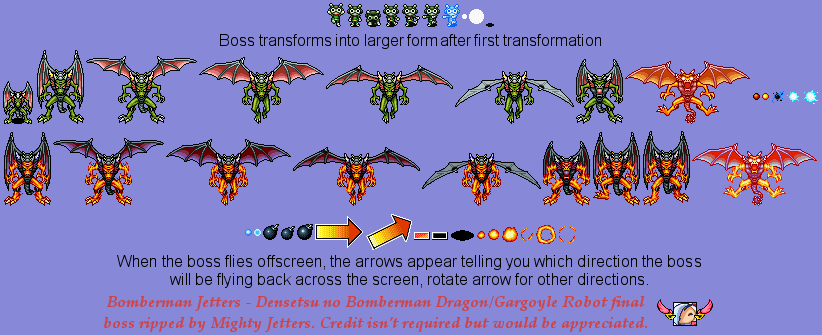 Boss transforms into larger form after first transformation
When the boss flies offscreen, the arrows appear telling you which direction the boss
will be flying back across the screen, rotate arrow for other directions.
Bomberman Jetters - Densetsu no Bomberman Dragon/Gargoyle Robot final
boss ripped by Mighty Jetters. Credit isn't required but would be appreciated.